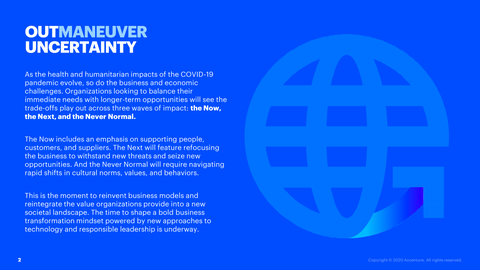 OUTMANEUVER
UNCERTAINTY
As the health and humanitarian impacts of the COVID-19
pandemic evolve, so do the business and economic
challenges. Organizations looking to balance their
immediate needs with longer-term opportunities will see the
trade-offs play out across three waves of impact: the Now,
the Next, and the Never Normal.
The Now includes an emphasis on supporting people,
customers, and suppliers. The Next will feature refocusing
the business to withstand new threats and seize new
opportunities. And the Never Normal will require navigating
rapid shifts in cultural norms, values, and behaviors.
This is the moment to reinvent business models and
reintegrate the value organizations provide into a new
societal landscape. The time to shape a bold business
transformation mindset powered by new approaches to
technology and responsible leadership is underway.
2
Copyright © 2020 Accenture. All rights reserved.